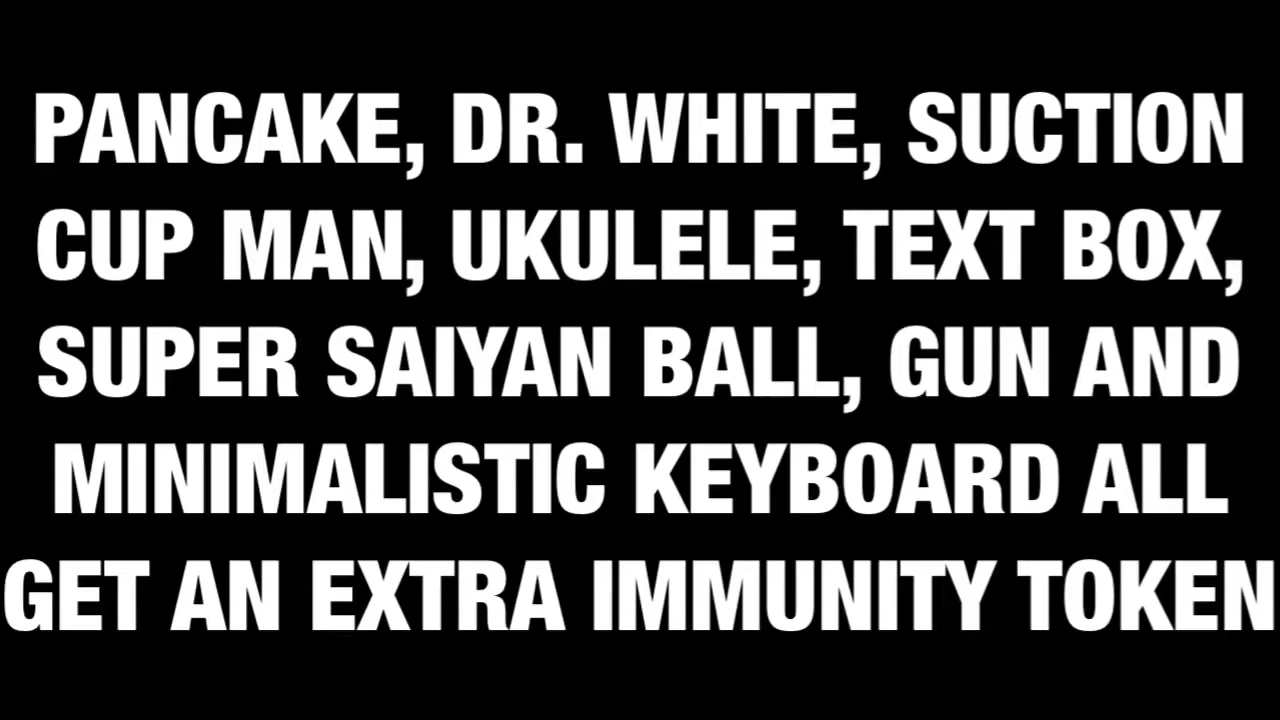 PANCAKE, DR. WHITE, SUCTION
CUP MAN, UKULELE, TEXT BOX,
SUPER SAIYAN BALL, GUN AND
MINIMALISTIC KEYBOARD ALL
GET AN EXTRA IMMUNITY TOKEN